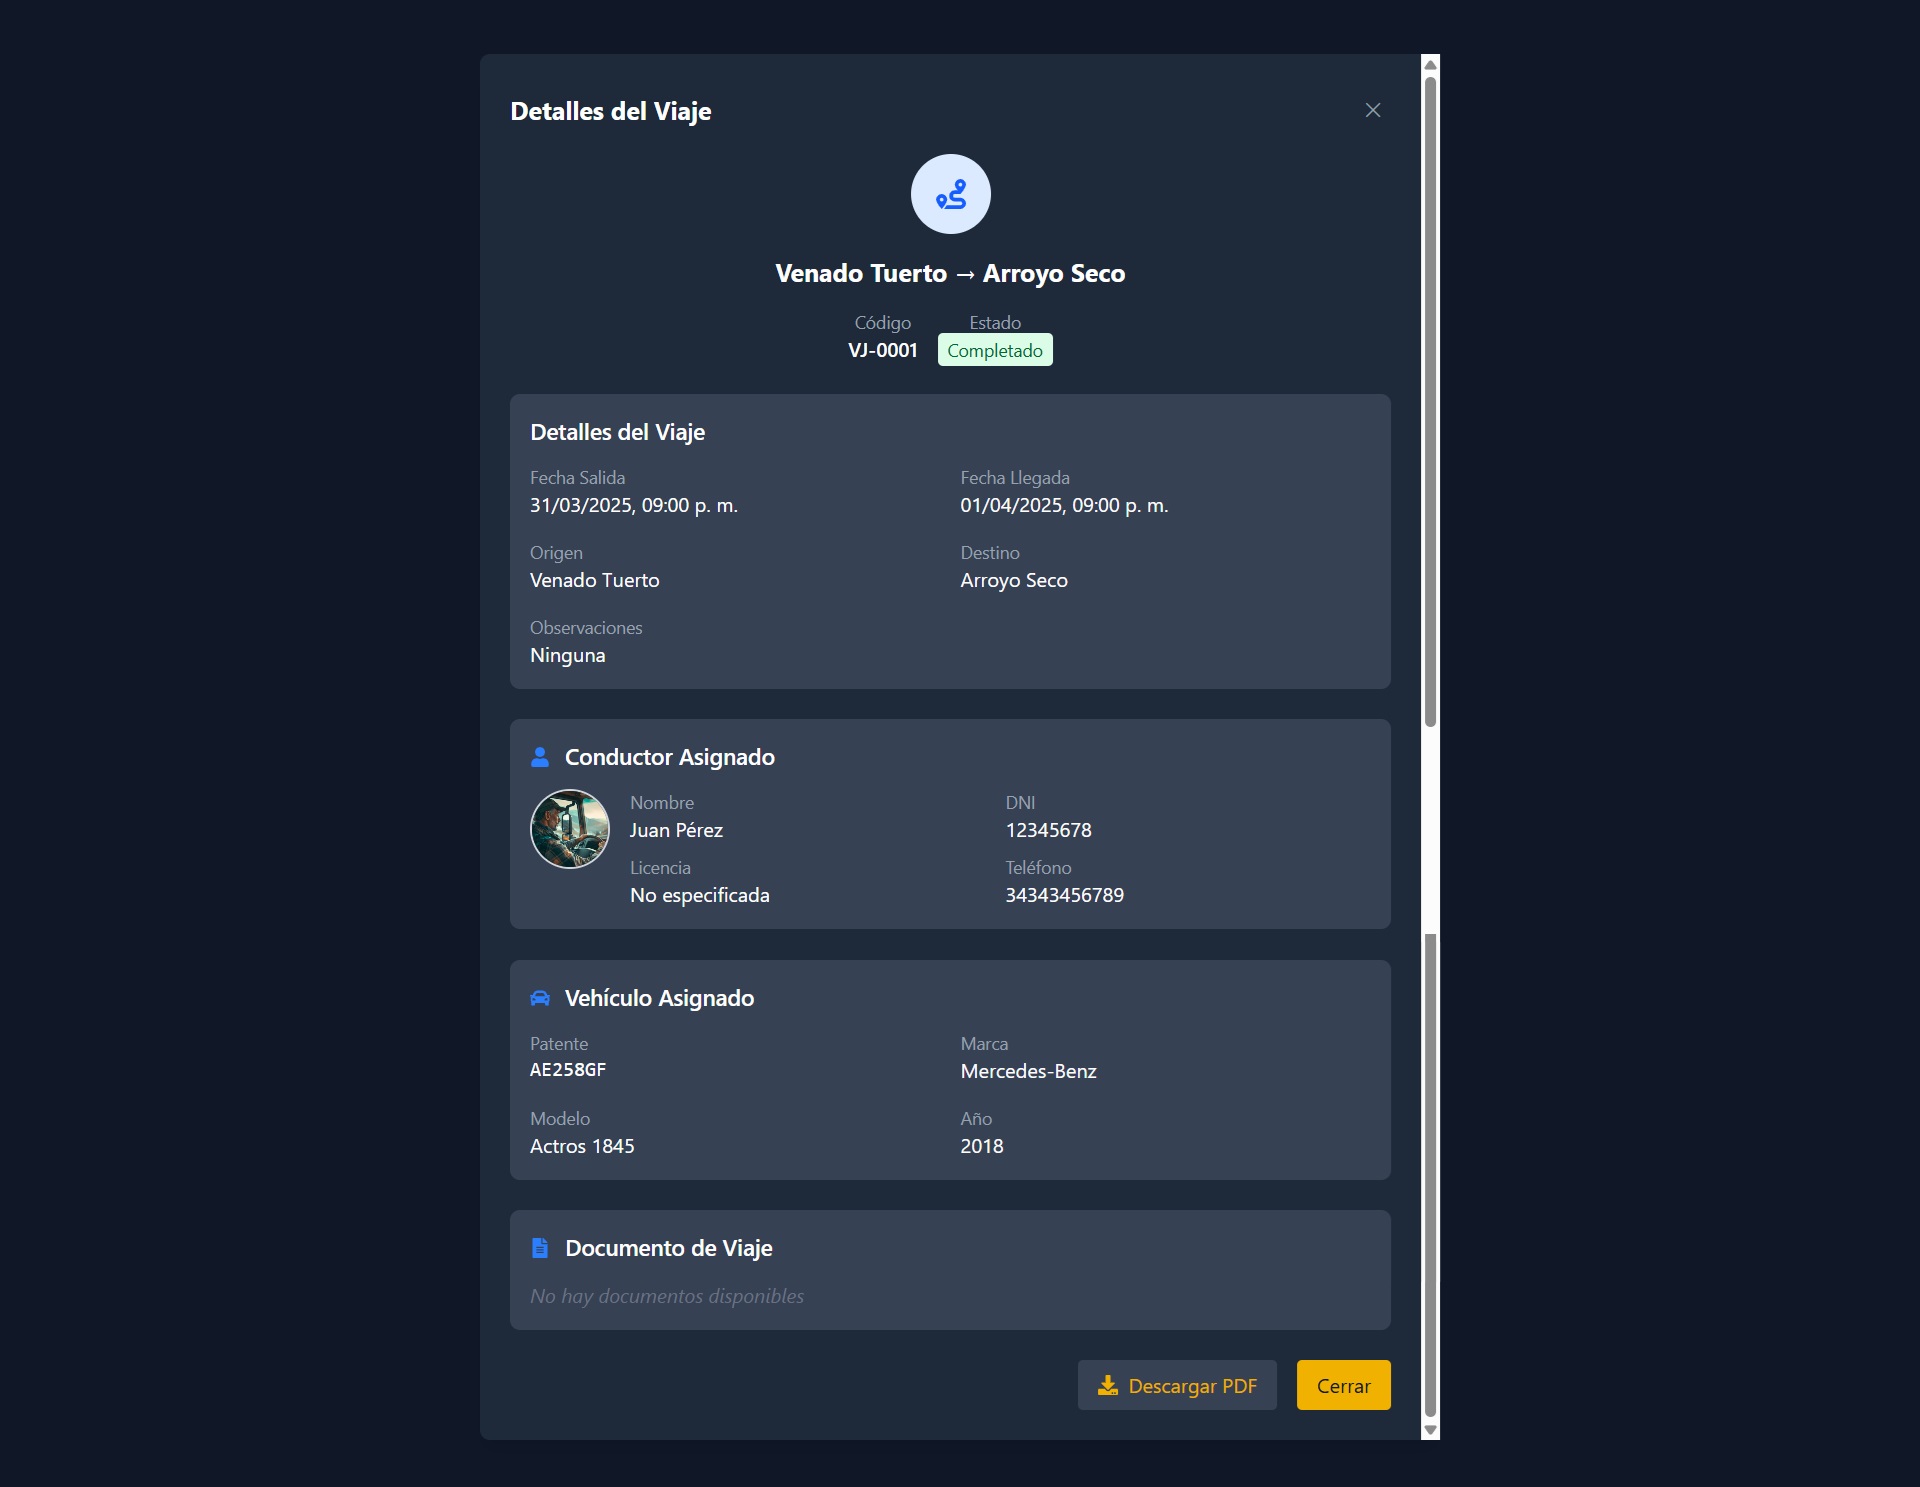 Detalles del Viaje
Venado Tuerto → Arroyo Seco
Código Estado
VJ-0001 Completado
Detalles del Viaje
Fecha Salida Fecha Llegada
31/03/2025, 09:00 p. m. 01/04/2025, 09:00 p. m.
Origen Destino
Venado Tuerto Arroyo Seco
Observaciones
Ninguna
Conductor Asignado
Nombre DNI
Juan Pérez 12345678
Licencia Teléfono
No especificada 34343456789
Vehículo Asignado
Patente Marca
AE258GF Mercedes-Benz
Modelo Año
Actros 1845 2018
Documento de Viaje
No hay documentos disponibles
Descargar PDF Cerrar